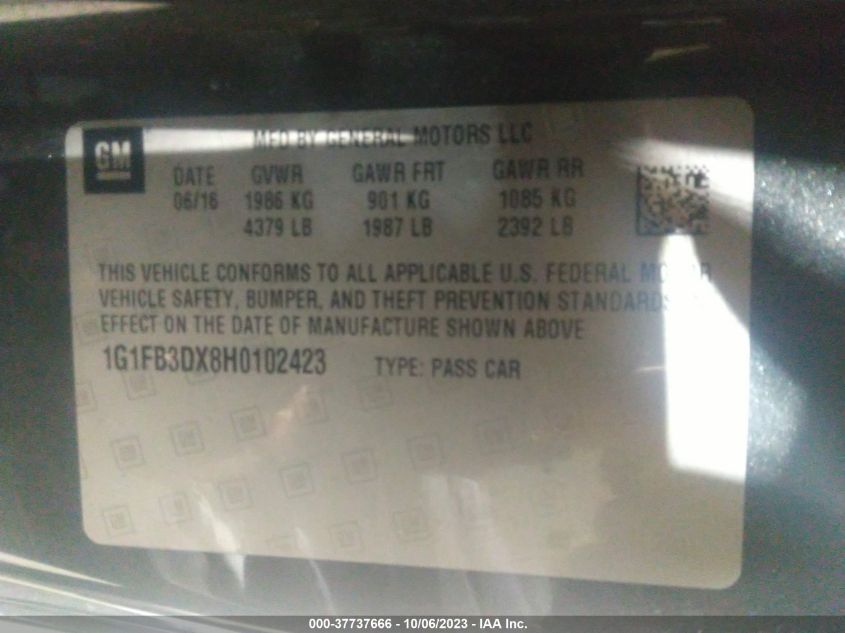 GM
MFD BY GENERAL MOTORS LLC
DATE GVWR GAWR FRT GAWR RR
06/16 1986 KG 901 KG 1085 KG
4379 LB 1987 LB 2392 LB
THIS VEHICLE CONFORMS TO ALL APPLICABLE U.S. FEDERAL MOTOR
VEHICLE SAFETY, BUMPER, AND THEFT PREVENTION STANDARDS
EFFECT ON THE DATE OF MANUFACTURE SHOWN ABOVE
1G1FB3DX8H0102423 TYPE: PASS CAR
000-37737666 - 10/06/2023 - IAA Inc.